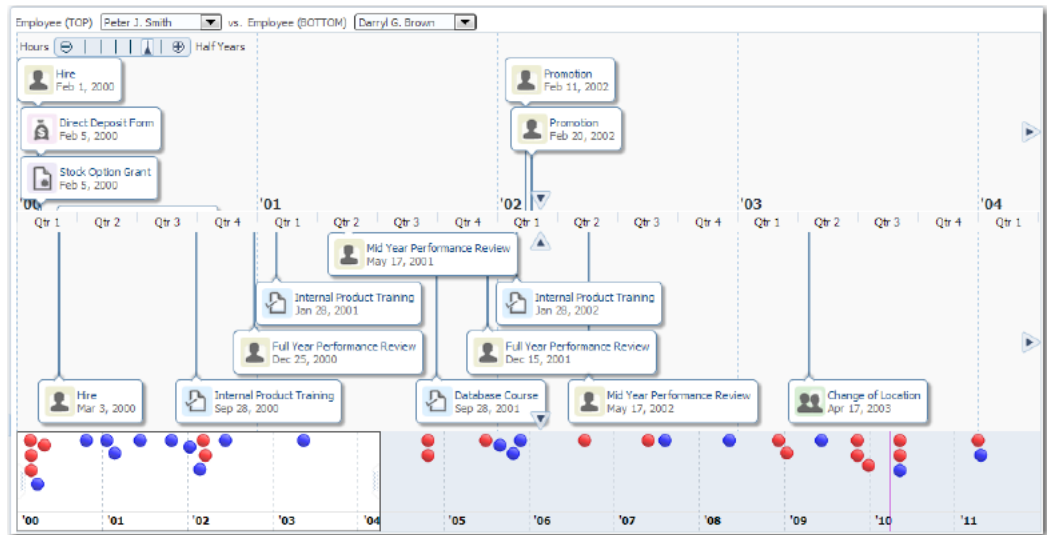 Employee (TOP) Peter J. Smith vs. Employee (BOTTOM) Darryl G. Brown
Hours Half Years
Hire
Feb 1, 2000
Promotion
Feb 11, 2002
Direct Deposit Form
Feb 5, 2000
Promotion
Feb 20, 2002
Stock Option Grant
Feb 5, 2000
'00 '01 '02 '03 '04
Qtr 1 Qtr 2 Qtr 3 Qtr 4 Qtr 1 Qtr 2 Qtr 3 Qtr 4 Qtr 1 Qtr 2 Qtr 3 Qtr 4 Qtr 1 Qtr 2 Qtr 3 Qtr 4 Qtr 1
Mid Year Performance Review
May 17, 2001
Internal Product Training
Jan 28, 2001
Internal Product Training
Jan 28, 2002
Full Year Performance Review
Dec 25, 2000
Full Year Performance Review
Dec 15, 2001
Hire
Mar 3, 2000
Internal Product Training
Sep 28, 2000
Database Course
Sep 28, 2001
Mid Year Performance Review
May 17, 2002
Change of Location
Apr 17, 2003
'00 '01 '02 '03 '04 '05 '06 '07 '08 '09 '10 '11